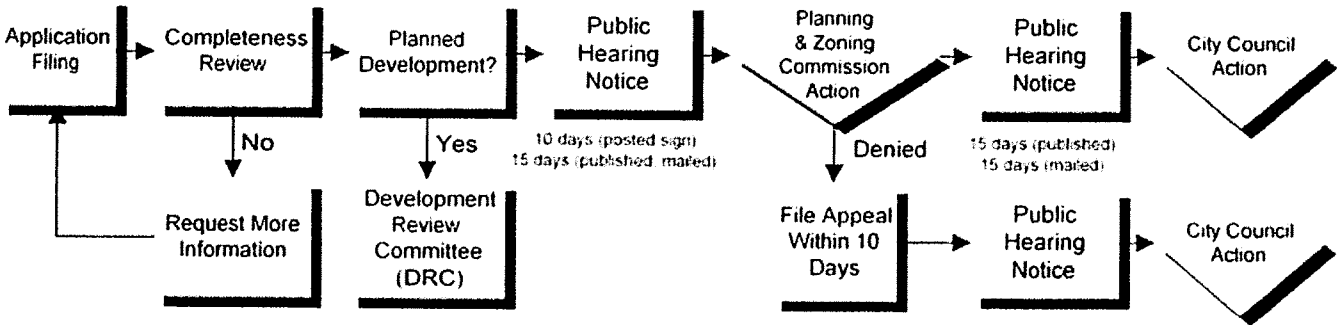 Application
Filing
Completeness
Review
Planned
Development?
Public
Hearing
Notice
Planning
& Zoning
Commission
Action
Public
Hearing
Notice
City Council
Action
No
Yes
10 days (posted sign)
15 days (published, mailed)
Denied
15 days (published)
15 days (mailed)
Request More
Information
Development
Review
Committee
(DRC)
File Appeal
Within 10
Days
Public
Hearing
Notice
City Council
Action